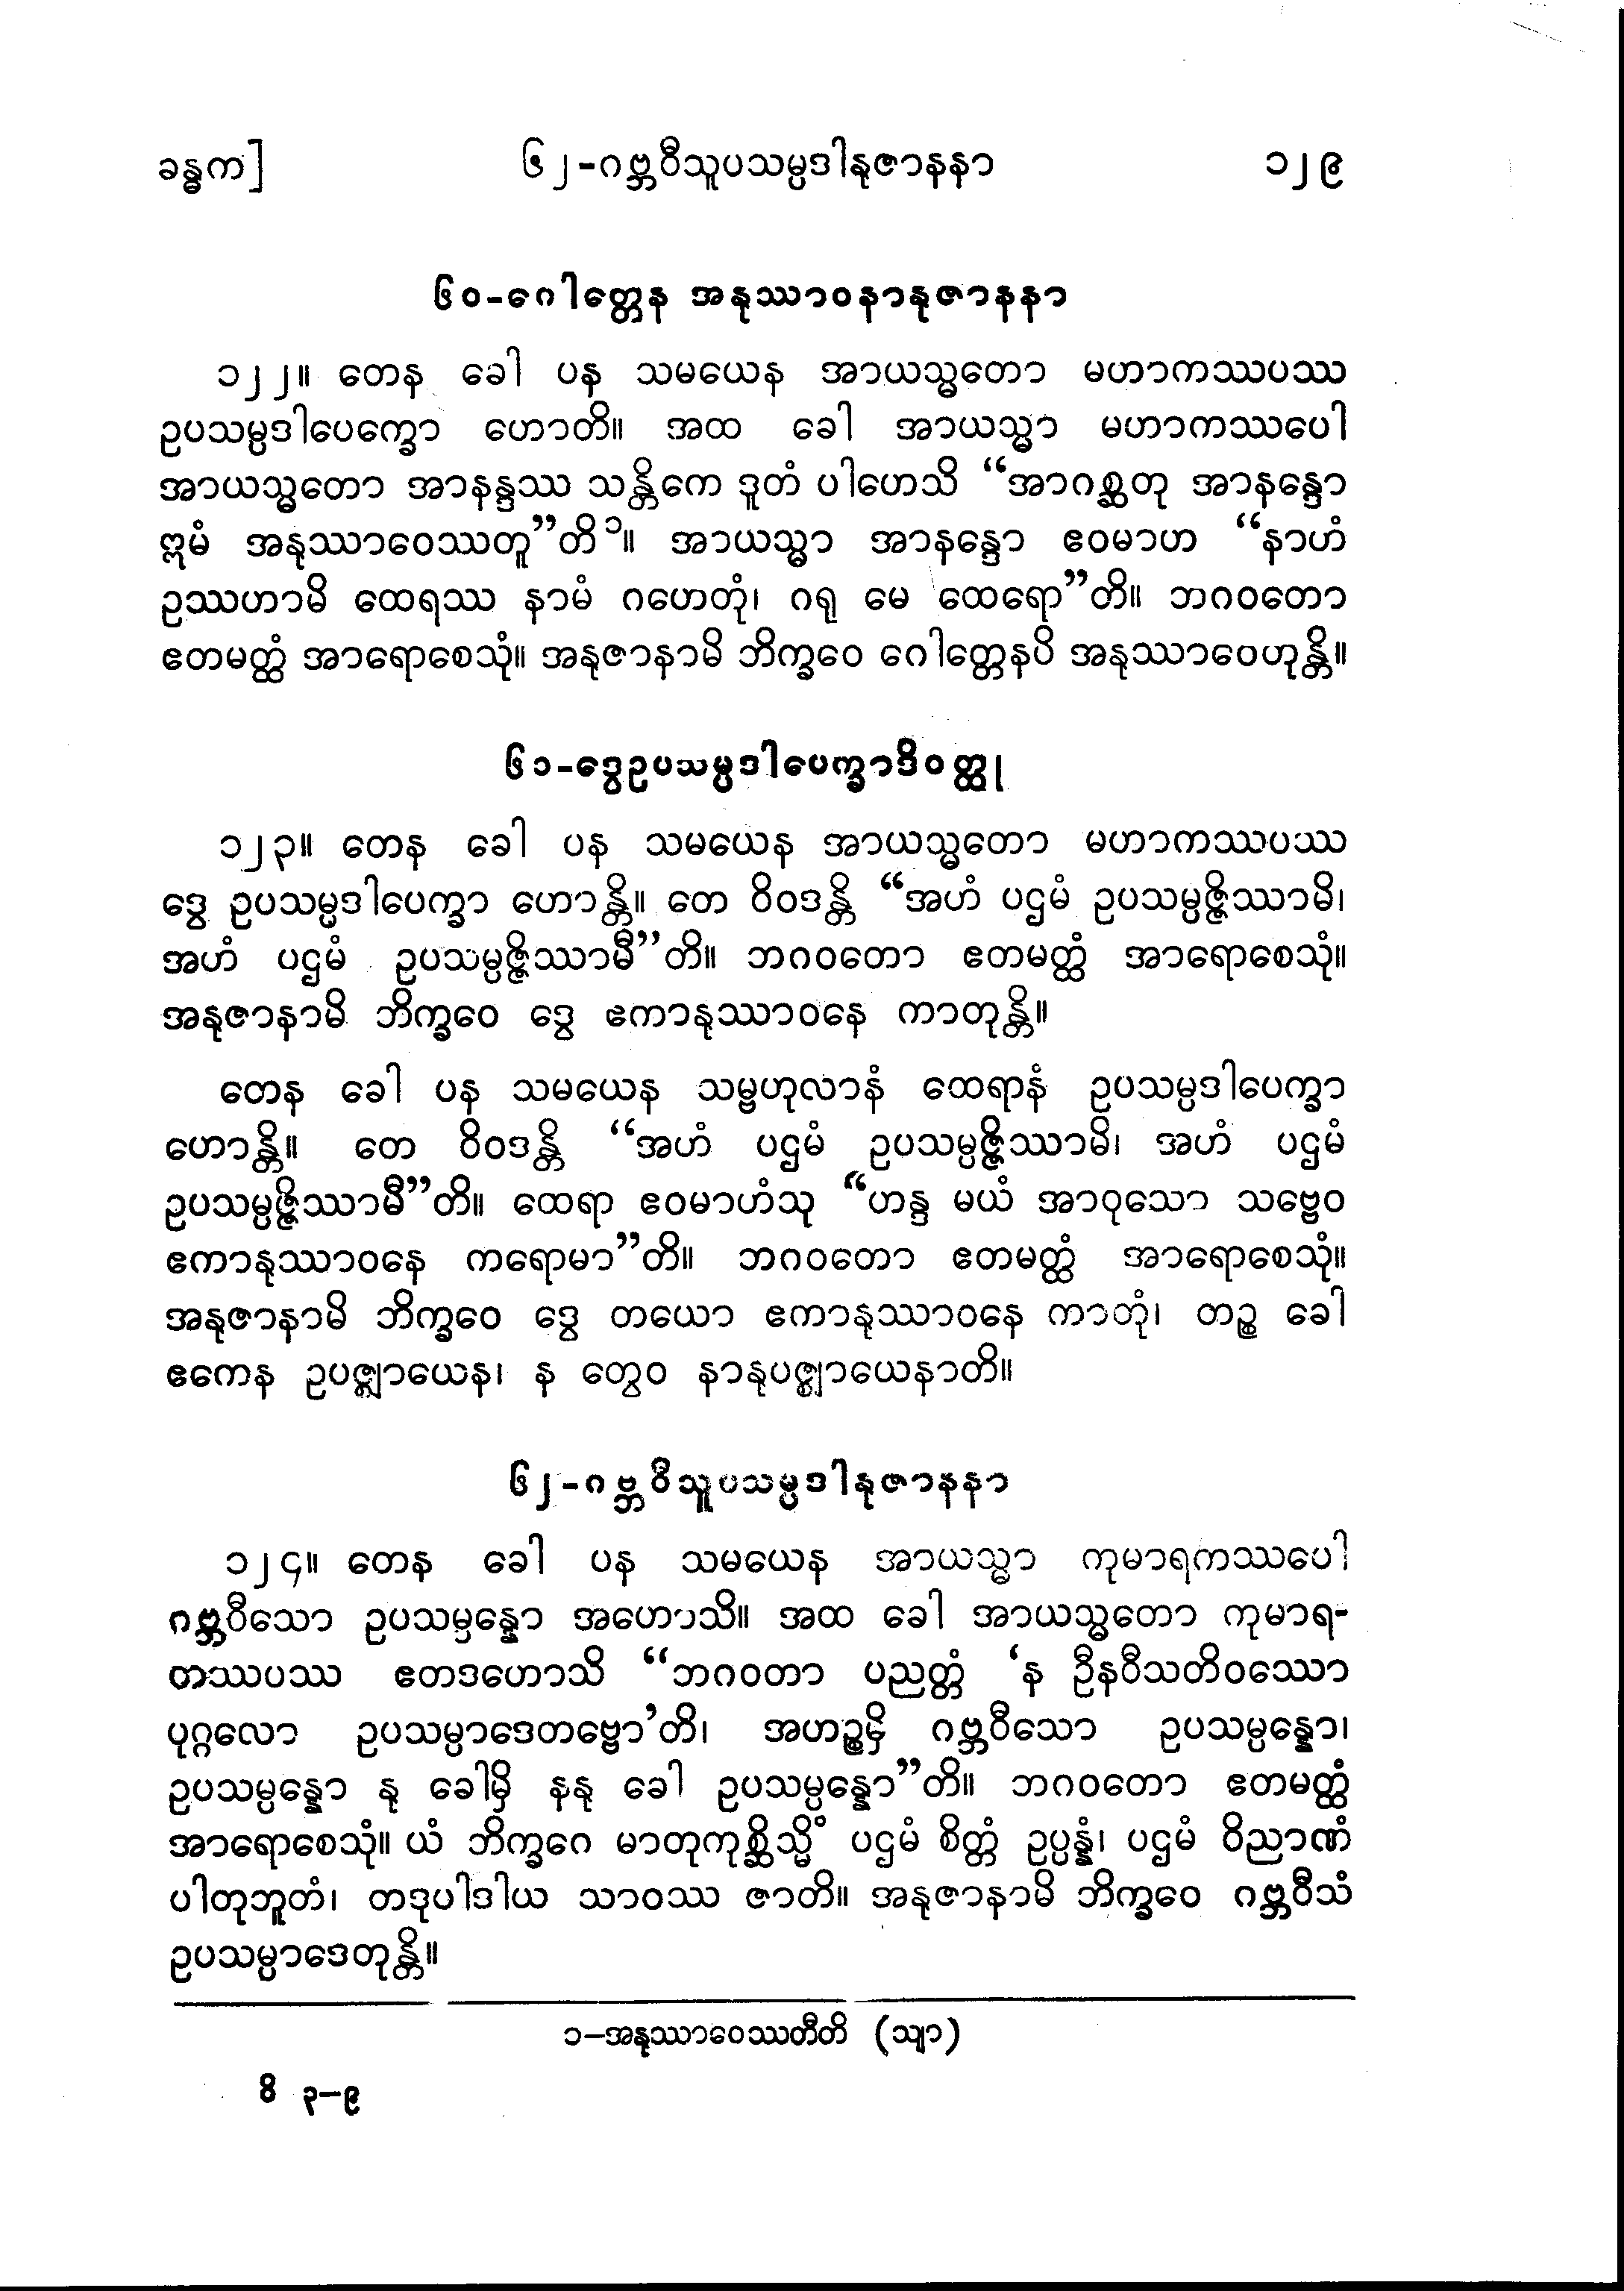 ခန္ဓက] ၆၂-ဂဗ္ဘဝီသူပသမ္ပဒါနုဇာနနာ ၁၂၉
၆၀-ဂေါတ္တေန အနုဿာဝနာနုဇာနနာ
၁၂၂။ တေန ခေါ ပန သမယေန အာယသ္မတော မဟာကဿပဿ
ဥပသမ္ပဒါပေက္ခော ဟောတိ။ အထ ခေါ အာယသ္မာ မဟာကဿပေါ
အာယသ္မတော အာနန္ဒဿ သန္တိကေ ဒူတံ ပါဟေသိ “အာဂစ္ဆတု အာနန္ဒော
ဣမံ အနုဿာဝေဿတူ”တိ၁။ အာယသ္မာ အာနန္ဒော ဧဝမာဟ “နာဟံ
ဥဿဟာမိ ထေရဿ နာမံ ဂဟေတုံ၊ ဂရု မေ ထေရော”တိ။ ဘဂဝတော
ဧတမတ္ထံ အာရောစေသုံ။ အနုဇာနာမိ ဘိက္ခဝေ ဂေါတ္တေနပိ အနုဿာဝေဟုန္တိ။
၆၁-ဒွေဥပသမ္ပဒါပေက္ခာဒိဝတ္ထု
၁၂၃။ တေန ခေါ ပန သမယေန အာယသ္မတော မဟာကဿပဿ
ဒွေ ဥပသမ္ပဒါပေက္ခာ ဟောန္တိ။ တေ ဝိဝဒန္တိ “အဟံ ပဌမံ ဥပသမ္ပဇ္ဇိဿာမိ၊
အဟံ ပဌမံ ဥပသမ္ပဇ္ဇိဿာမီ”တိ။ ဘဂဝတော ဧတမတ္ထံ အာရောစေသုံ။
အနုဇာနာမိ ဘိက္ခဝေ ဒွေ ဧကာနုဿာဝနေ ကာတုန္တိ။
တေန ခေါ ပန သမယေန သမ္ဗဟုလာနံ ထေရာနံ ဥပသမ္ပဒါပေက္ခာ
ဟောန္တိ။ တေ ဝိဝဒန္တိ “အဟံ ပဌမံ ဥပသမ္ပဇ္ဇိဿာမိ၊ အဟံ ပဌမံ
ဥပသမ္ပဇ္ဇိဿာမီ”တိ။ ထေရာ ဧဝမာဟံသု “ဟန္ဒ မယံ အာဝုသော သဗ္ဗေဝ
ဧကာနုဿာဝနေ ကရောမာ”တိ။ ဘဂဝတော ဧတမတ္ထံ အာရောစေသုံ။
အနုဇာနာမိ ဘိက္ခဝေ ဒွေ တယော ဧကာနုဿာဝနေ ကာတုံ၊ တဉ္စ ခေါ
ဧကေန ဥပဇ္ဈာယေန၊ န တွေဝ နာနုပဇ္ဈာယေနာတိ။
၆၂-ဂဗ္ဘဝီသူပသမ္ပဒါနုဇာနနာ
၁၂၄။ တေန ခေါ ပန သမယေန အာယသ္မာ ကုမာရကဿပေါ
ဂဗ္ဘဝီသော ဥပသမ္ပန္နော အဟောသိ။ အထ ခေါ အာယသ္မတော ကုမာရ-
ကဿပဿ ဧတဒဟောသိ “ဘဂဝတာ ပညတ္တံ ‘န ဦနဝီသတိဝဿော
ပုဂ္ဂလော ဥပသမ္ပာဒေတဗ္ဗော’တိ၊ အဟဉ္စမှိ ဂဗ္ဘဝီသော ဥပသမ္ပန္နော၊
ဥပသမ္ပန္နော နု ခေါမှိ နနု ခေါ ဥပသမ္ပန္နော”တိ။ ဘဂဝတော ဧတမတ္ထံ
အာရောစေသုံ။ ယံ ဘိက္ခဂေ မာတုကုစ္ဆိသ္မိံ ပဌမံ စိတ္တံ ဥပ္ပန္နံ၊ ပဌမံ ဝိညာဏံ
ပါတုဘူတံ၊ တဒုပါဒါယ သာဝဿ ဇာတိ။ အနုဇာနာမိ ဘိက္ခဝေ ဂဗ္ဘဝီသံ
ဥပသမ္ပာဒေတုန္တိ။
၁–အနုဿာဝေဿတီတိ (သျာ)
ဝိ ၃–၉